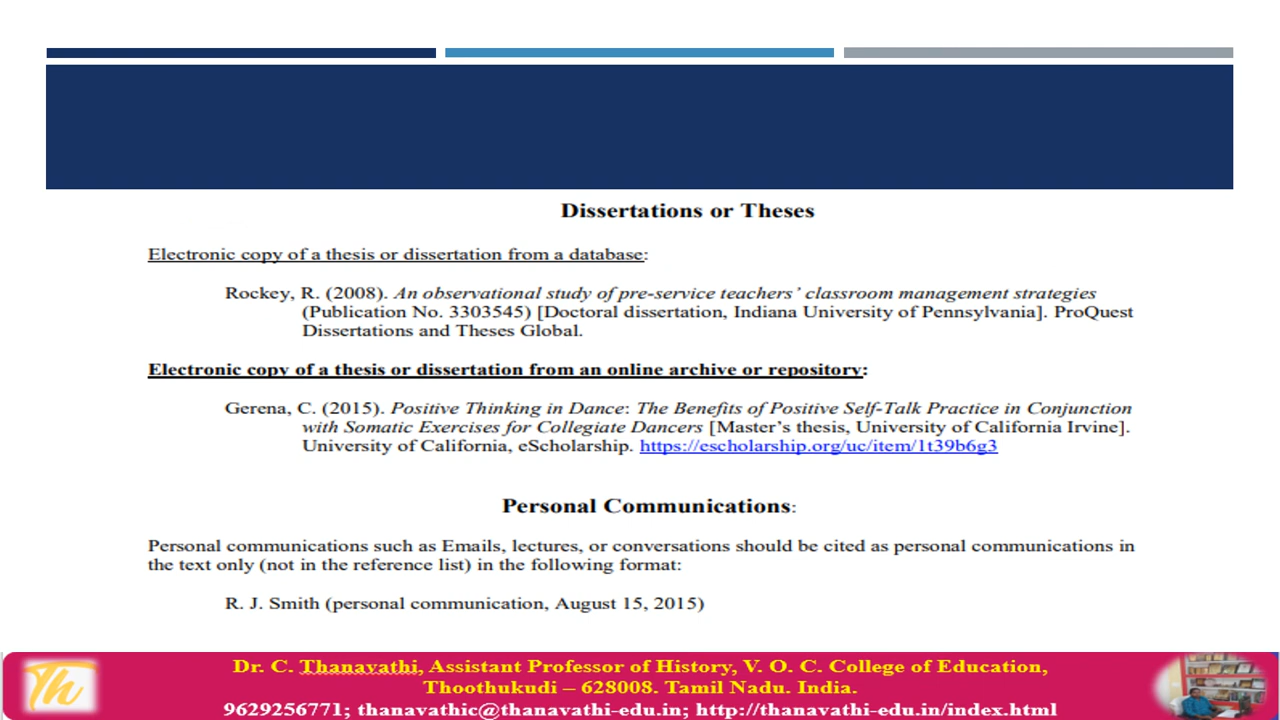 Dissertations or Theses
Electronic copy of a thesis or dissertation from a database:
Rockey, R. (2008). An observational study of pre-service teachers’ classroom management strategies
(Publication No. 3303545) [Doctoral dissertation, Indiana University of Pennsylvania]. ProQuest
Dissertations and Theses Global.
Electronic copy of a thesis or dissertation from an online archive or repository:
Gerena, C. (2015). Positive Thinking in Dance: The Benefits of Positive Self-Talk Practice in Conjunction
with Somatic Exercises for Collegiate Dancers [Master’s thesis, University of California Irvine].
University of California, eScholarship. https://escholarship.org/uc/item/1t39b6g3
Personal Communications:
Personal communications such as Emails, lectures, or conversations should be cited as personal communications in
the text only (not in the reference list) in the following format:
R. J. Smith (personal communication, August 15, 2015)
Th
Dr. C. Thanavathi, Assistant Professor of History, V. O. C. College of Education,
Thoothukudi – 628008. Tamil Nadu. India.
9629256771; thanavathic@thanavathi-edu.in; http://thanavathi-edu.in/index.html